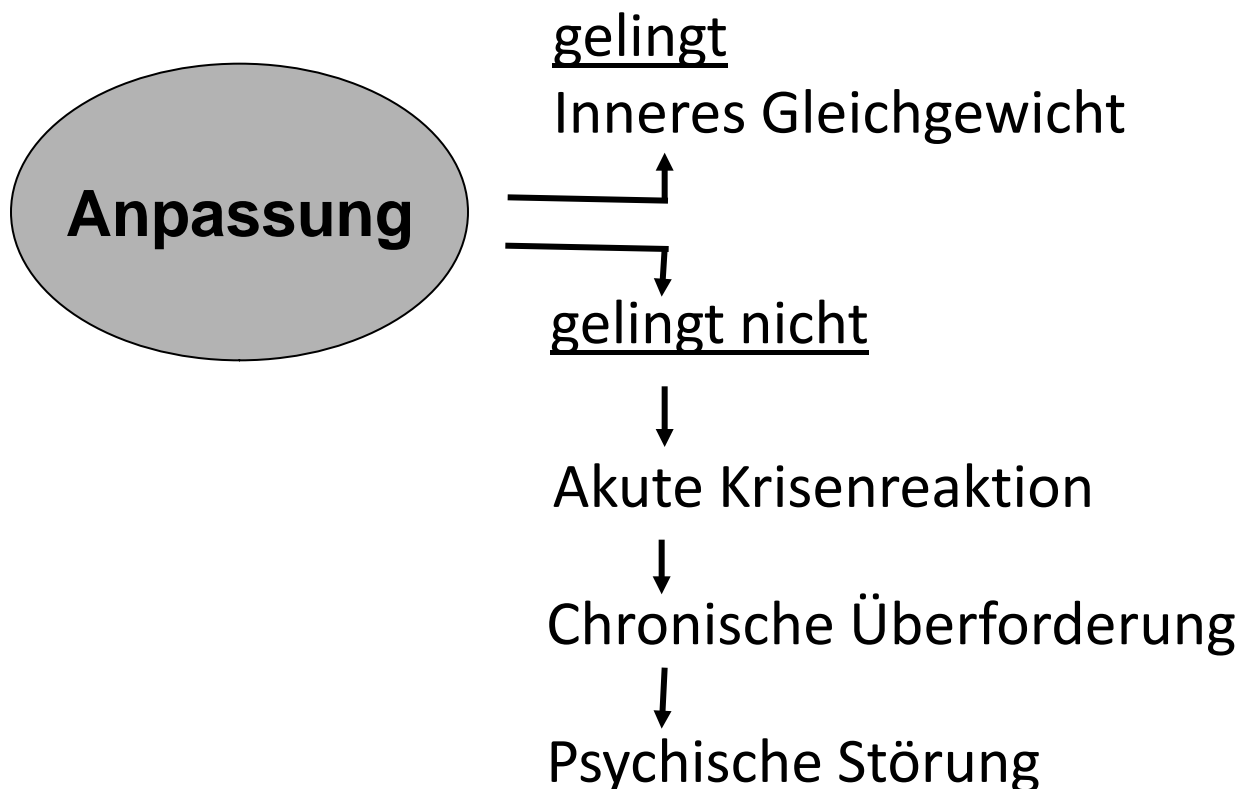 gelingt
Inneres Gleichgewicht
Anpassung
gelingt nicht
Akute Krisenreaktion
Chronische Überforderung
Psychische Störung